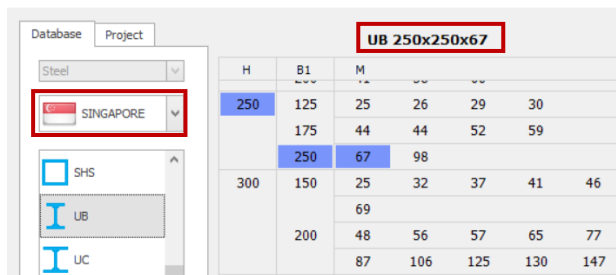 Database Project
UB 250x250x67
Steel
SINGAPORE
SHS
UB
UC
H B1 M
250 125 25 26 29 30
175 44 44 52 59
250 67 98
300 150 25 32 37 41 46
69
200 48 56 57 65 77
87 106 125 130 147